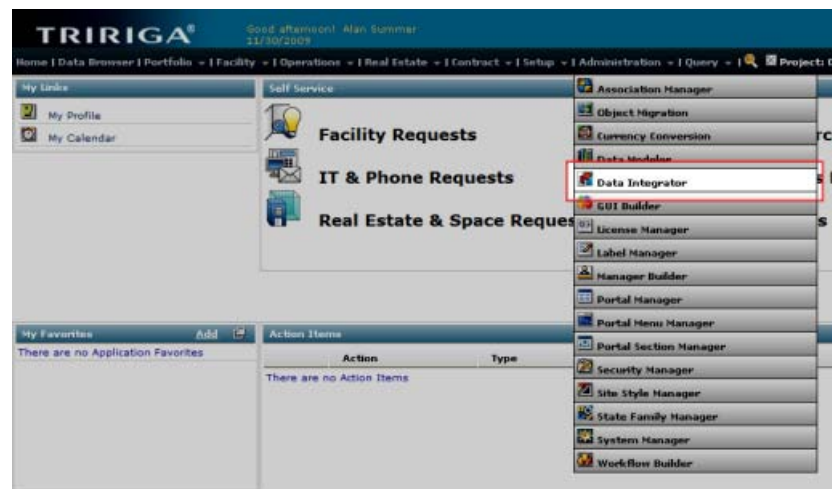 TRIRIGA®
Good afternoon! Alan Summer
11/30/2009
Home | Data Browser | Portfolio | Facility | Operations | Real Estate | Contract | Setup | Administration | Query | Project:
My Links
My Profile
My Calendar
Self Service
Facility Requests
IT & Phone Requests
Real Estate & Space Reques
Association Manager
Object Migration
Currency Conversion
Data Modeler
Data Integrator
GUI Builder
License Manager
Label Manager
Manager Builder
Portal Manager
Portal Menu Manager
Portal Section Manager
Security Manager
Site Style Manager
State Family Manager
System Manager
Workflow Builder
My Favorites Add
There are no Application Favorites
Action Items
Action Type
There are no Action Items